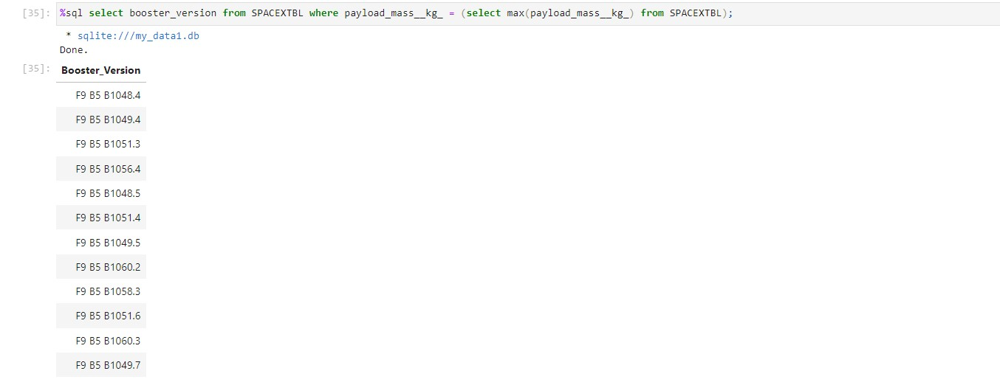 [35]: %sql select booster_version from SPACEXTBL where payload_mass__kg_ = (select max(payload_mass__kg_) from SPACEXTBL);
* sqlite:///my_data1.db
Done.
[35]: Booster_Version
F9 B5 B1048.4
F9 B5 B1049.4
F9 B5 B1051.3
F9 B5 B1056.4
F9 B5 B1048.5
F9 B5 B1051.4
F9 B5 B1049.5
F9 B5 B1060.2
F9 B5 B1058.3
F9 B5 B1051.6
F9 B5 B1060.3
F9 B5 B1049.7